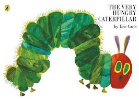 THE VERY
HUNGRY
CATERPILLAR
by Eric Carle